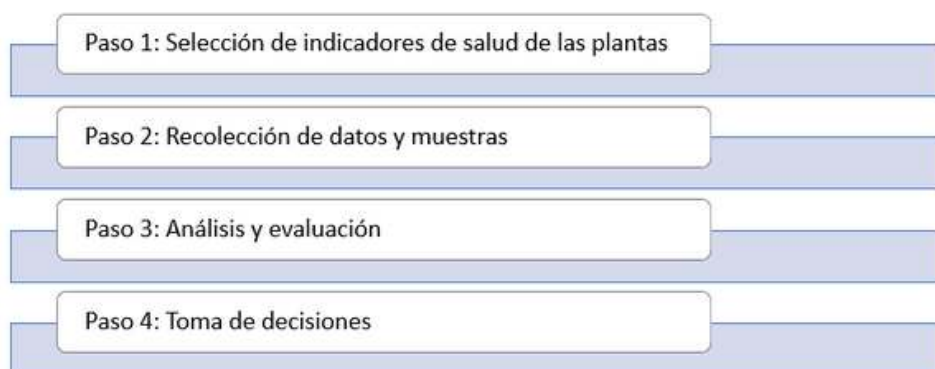 Paso 1: Selección de indicadores de salud de las plantas
Paso 2: Recolección de datos y muestras
Paso 3: Análisis y evaluación
Paso 4: Toma de decisiones